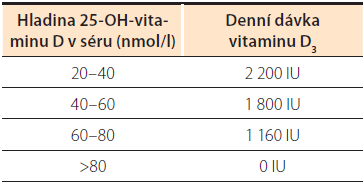 Hladina 25-OH-vita-
minu D v séru (nmol/l)
Denní dávka
vitaminu D₃
20–40
2 200 IU
40–60
1 800 IU
60–80
1 160 IU
>80
0 IU